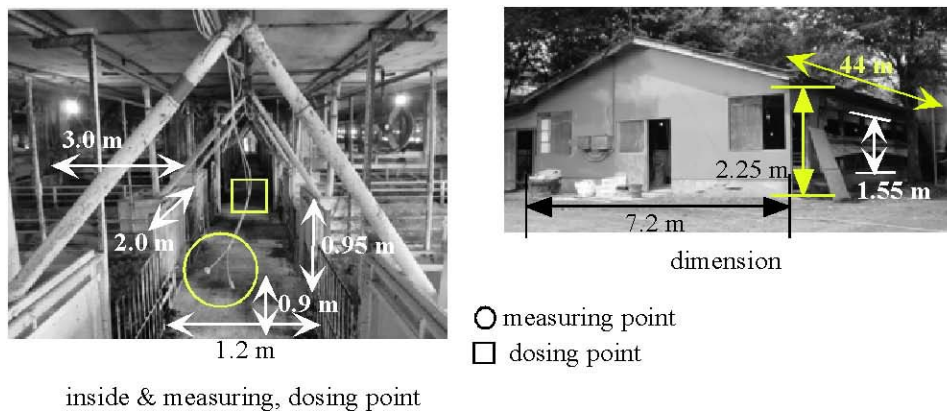 3.0 m
2.0 m
0.95 m
0.9 m
1.2 m
inside & measuring, dosing point
44 m
2.25 m
1.55 m
7.2 m
dimension
measuring point
dosing point